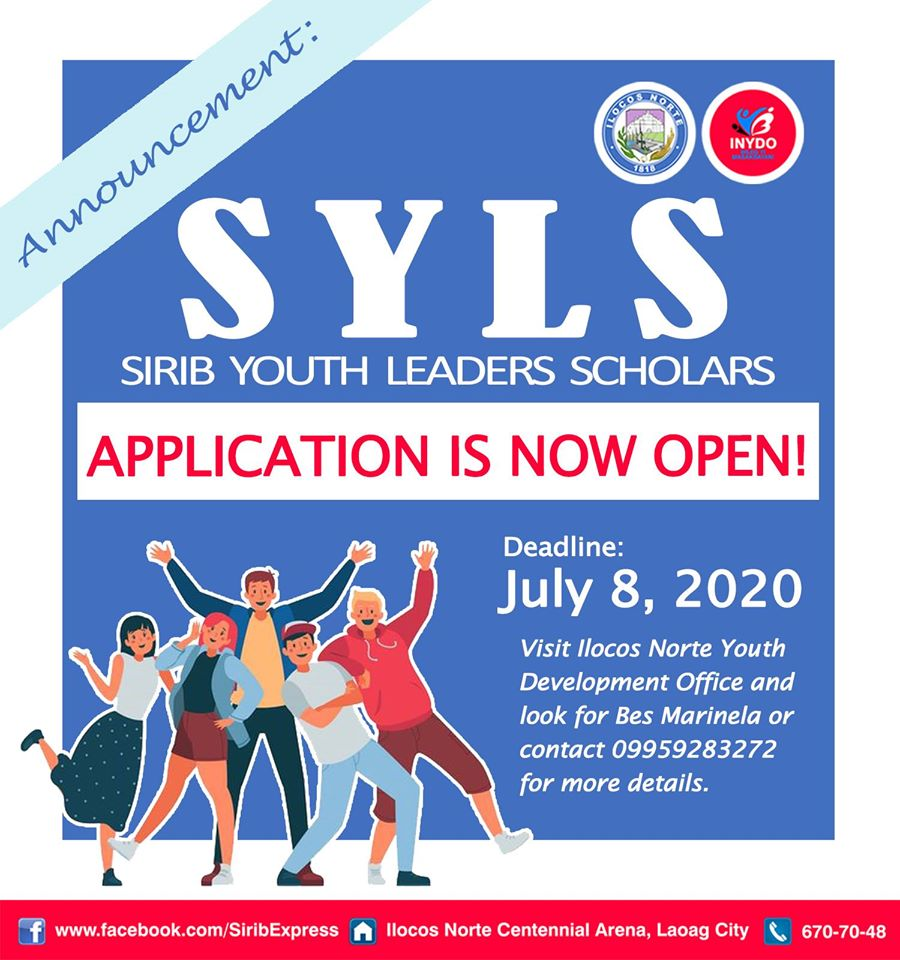 Announcement:
ILOCOS NORTE
1818
INYDO
SYLS
SIRIB YOUTH LEADERS SCHOLARS
APPLICATION IS NOW OPEN!
Deadline:
July 8, 2020
Visit Ilocos Norte Youth
Development Office and
look for Bes Marinela or
contact 09959283272
for more details.
www.facebook.com/SiribExpress Ilocos Norte Centennial Arena, Laoag City 670-70-48